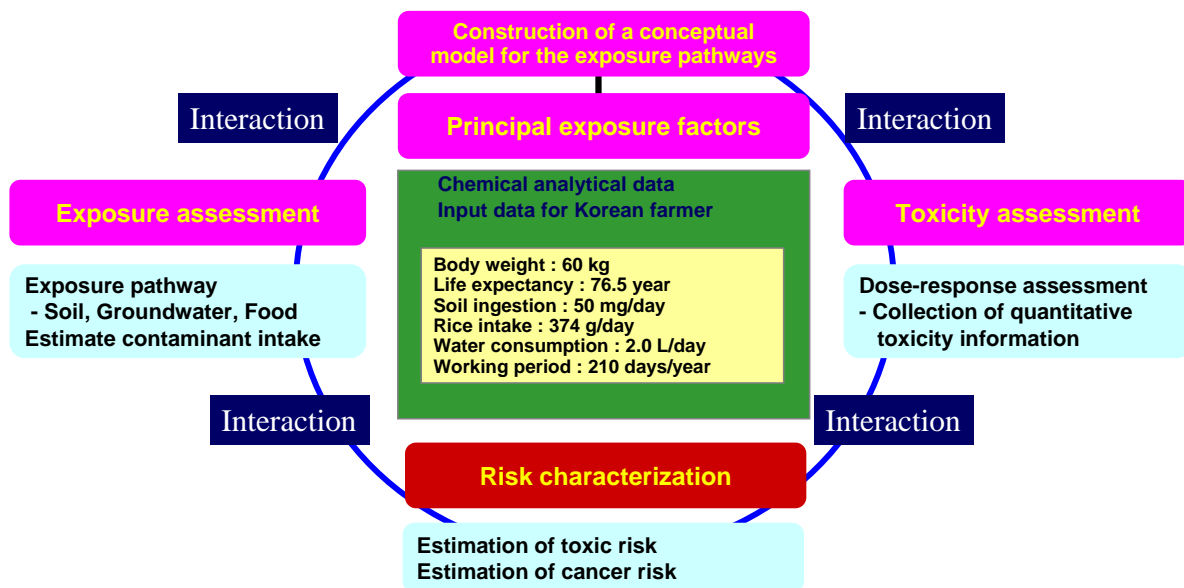 Construction of a conceptual
model for the exposure pathways
Interaction
Interaction
Principal exposure factors
Exposure assessment
Chemical analytical data
Input data for Korean farmer
Toxicity assessment
Exposure pathway
- Soil, Groundwater, Food
Estimate contaminant intake
Body weight : 60 kg
Life expectancy : 76.5 year
Soil ingestion : 50 mg/day
Rice intake : 374 g/day
Water consumption : 2.0 L/day
Working period : 210 days/year
Dose-response assessment
- Collection of quantitative
toxicity information
Interaction
Interaction
Risk characterization
Estimation of toxic risk
Estimation of cancer risk